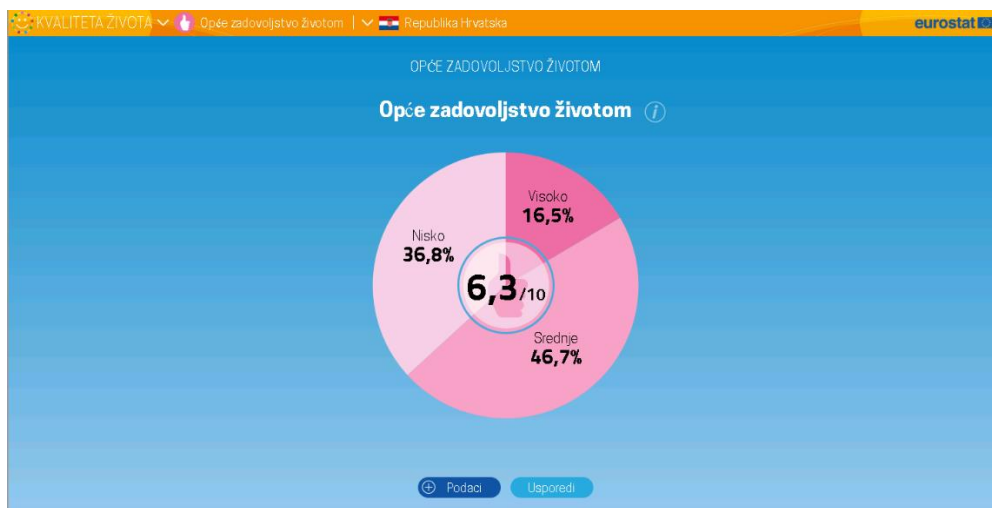 KVALITETA ŽIVOTA Opće zadovoljstvo životom | Republika Hrvatska eurostat
OPĆE ZADOVOLJSTVO ŽIVOTOM
Opće zadovoljstvo životom i
Visoko
16,5%
Nisko
36,8%
6,3/10
Srednje
46,7%
Podaci Usporedi